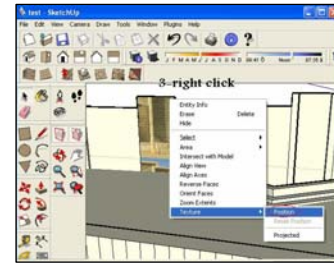 test - SketchUp
File Edit View Camera Draw Tools Window Plugins Help
J F M A M J J A S O N D
Noon
3-right click
Entity Info
Erase Delete
Hide
Select
Area
Intersect with Model
Align View
Align Axes
Reverse Faces
Orient Faces
Zoom Extents
Texture
Position
Reset Position
Projected